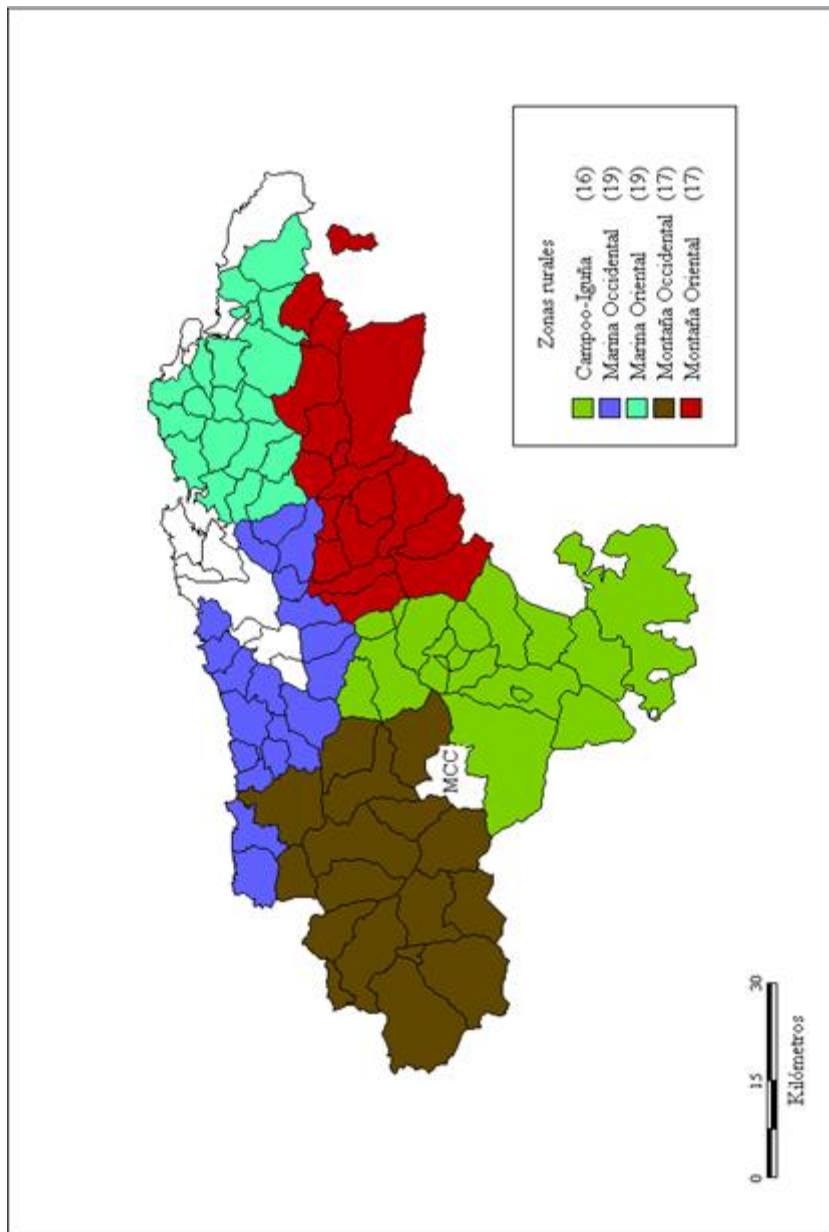 MCC
Zonas rurales
Campoo-Iguña (16)
Marina Occidental (19)
Marina Oriental (19)
Montaña Occidental (17)
Montaña Oriental (17)
0 15 30
Kilómetros